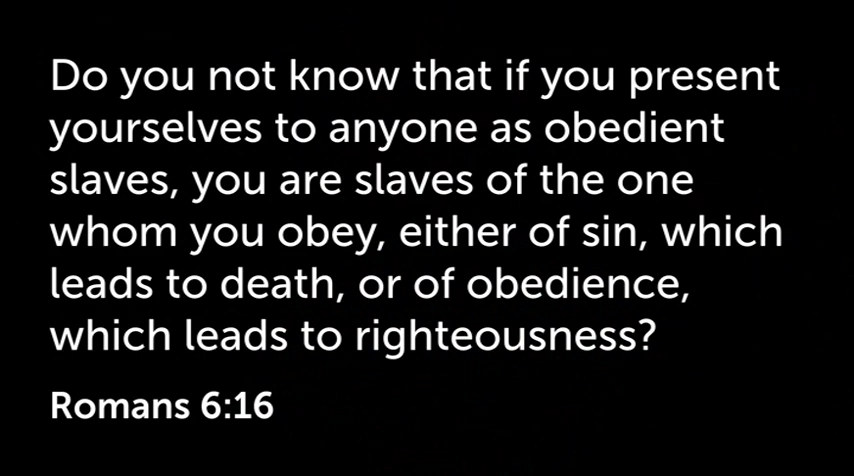 Do you not know that if you present
yourselves to anyone as obedient
slaves, you are slaves of the one
whom you obey, either of sin, which
leads to death, or of obedience,
which leads to righteousness?
Romans 6:16